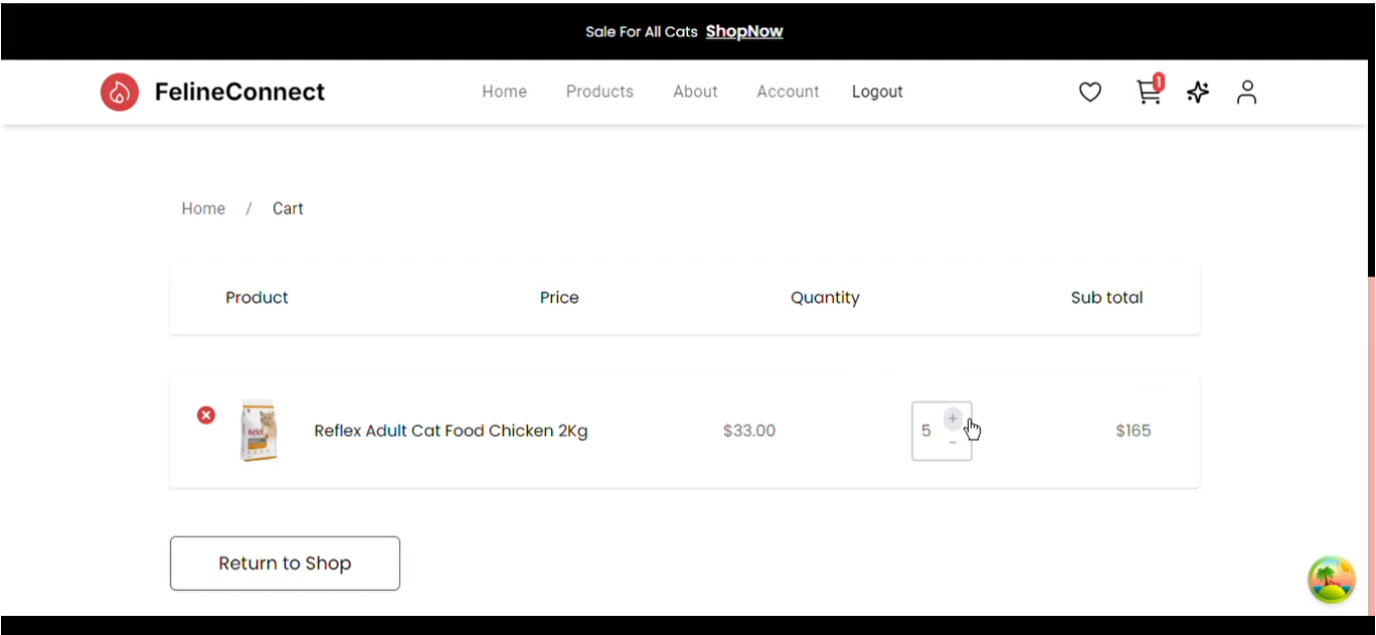 Sale For All Cats ShopNow
FelineConnect Home Products About Account Logout 1
Home / Cart
Product Price Quantity Sub total
Reflex Adult Cat Food Chicken 2Kg $33.00 5 + - $165
Return to Shop